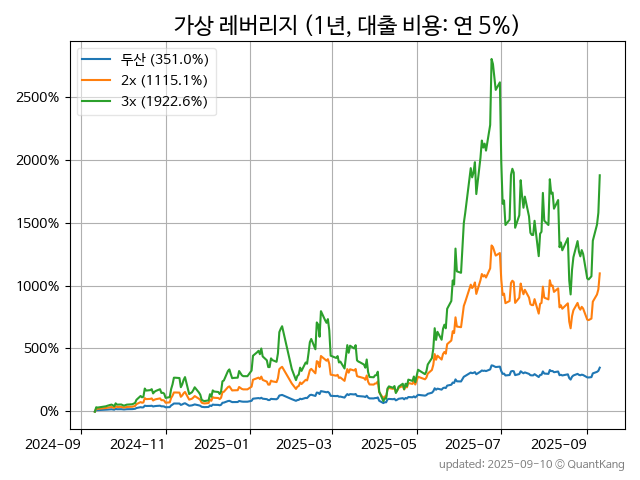 가상 레버리지 (1년, 대출 비용: 연 5%)
두산 (351.0%)
2x (1115.1%)
3x (1922.6%)
2500%
2000%
1500%
1000%
500%
0%
2024-09 2024-11 2025-01 2025-03 2025-05 2025-07 2025-09
updated: 2025-09-10 © QuantKang